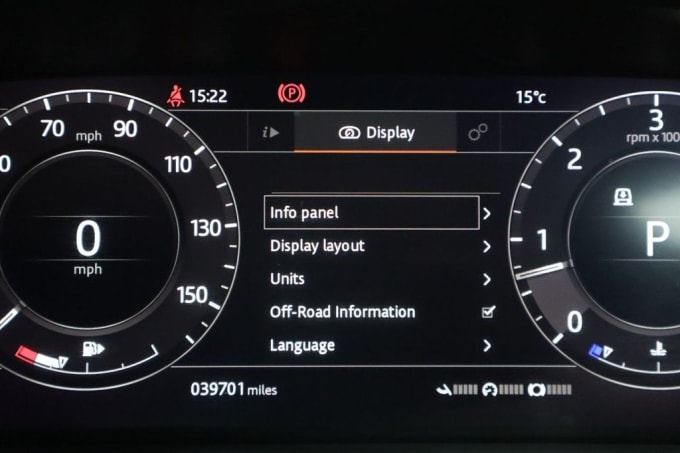 15:22
P
15°c
70
mph
90
110
130
150
0
mph
i
Display
Info panel
Display layout
Units
Off-Road Information
Language
3
rpm x 100
2
1
0
P
039701 miles